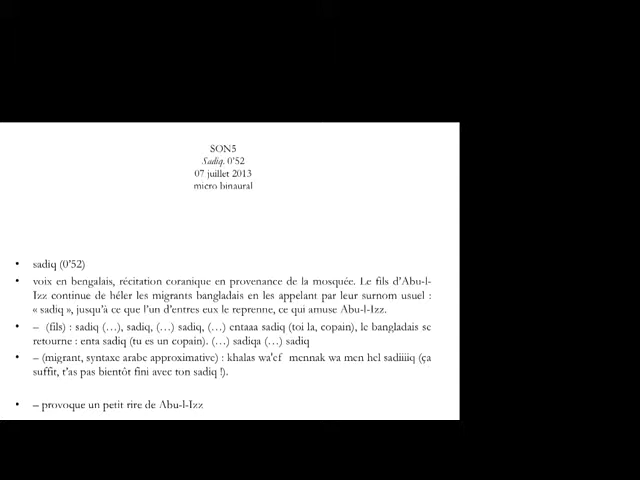 SON5
Sadiq. 0'52
07 juillet 2013
micro binaural
• sadiq (0'52)
• voix en bengalais, récitation coranique en provenance de la mosquée. Le fils d'Abu-l-
Izz continue de héler les migrants bangladais en les appelant par leur surnom usuel :
« sadiq », jusqu'à ce que l'un d'entres eux le reprenne, ce qui amuse Abu-l-Izz.
• – (fils) : sadiq (…), sadiq, (…) sadiq, (…) entaaa sadiq (toi la, copain), le bangladais se
retourne : enta sadiq (tu es un copain). (…) sadiqa (…) sadiq
• – (migrant, syntaxe arabe approximative) : khalas wa'ef mennak wa men hel sadiiiiq (ça
suffit, t'as pas bientôt fini avec ton sadiq !).
• – provoque un petit rire de Abu-l-Izz